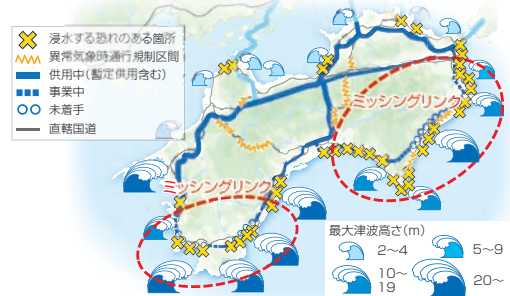 浸水する恐れのある箇所
異常気象時通行規制区間
供用中（暫定供用含む）
事業中
未着手
直轄国道
ミッシングリンク
ミッシングリンク
最大津波高さ（m）
2～4
5～9
10～
19
20～